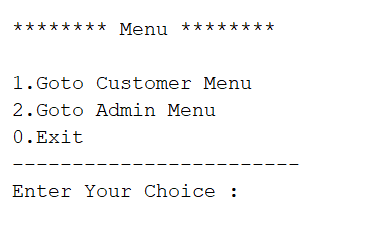 ******** Menu ********
1.Goto Customer Menu
2.Goto Admin Menu
0.Exit
------------------------
Enter Your Choice :